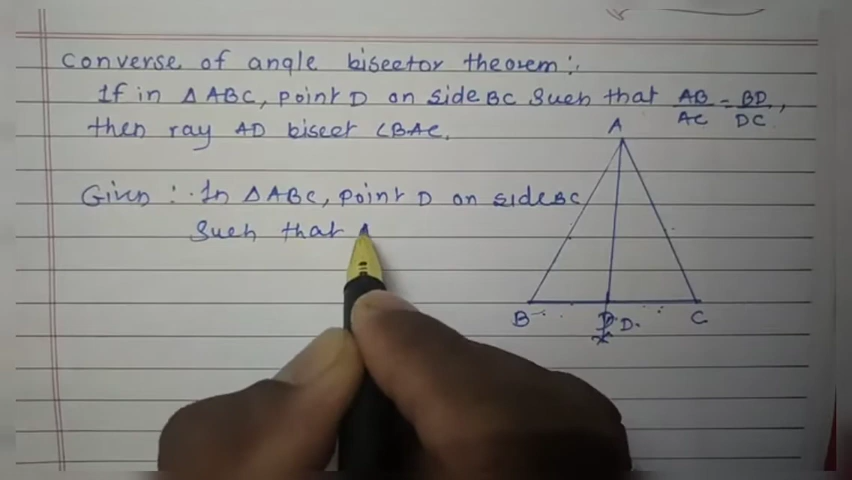 Converse of angle bisector theorem :.
If in △ ABC, point D on side BC such that AB/AC = BD/DC,
then ray AD bisect ∠BAC.
A
Given : In △ ABC, point D on side BC
such that A
B D. C